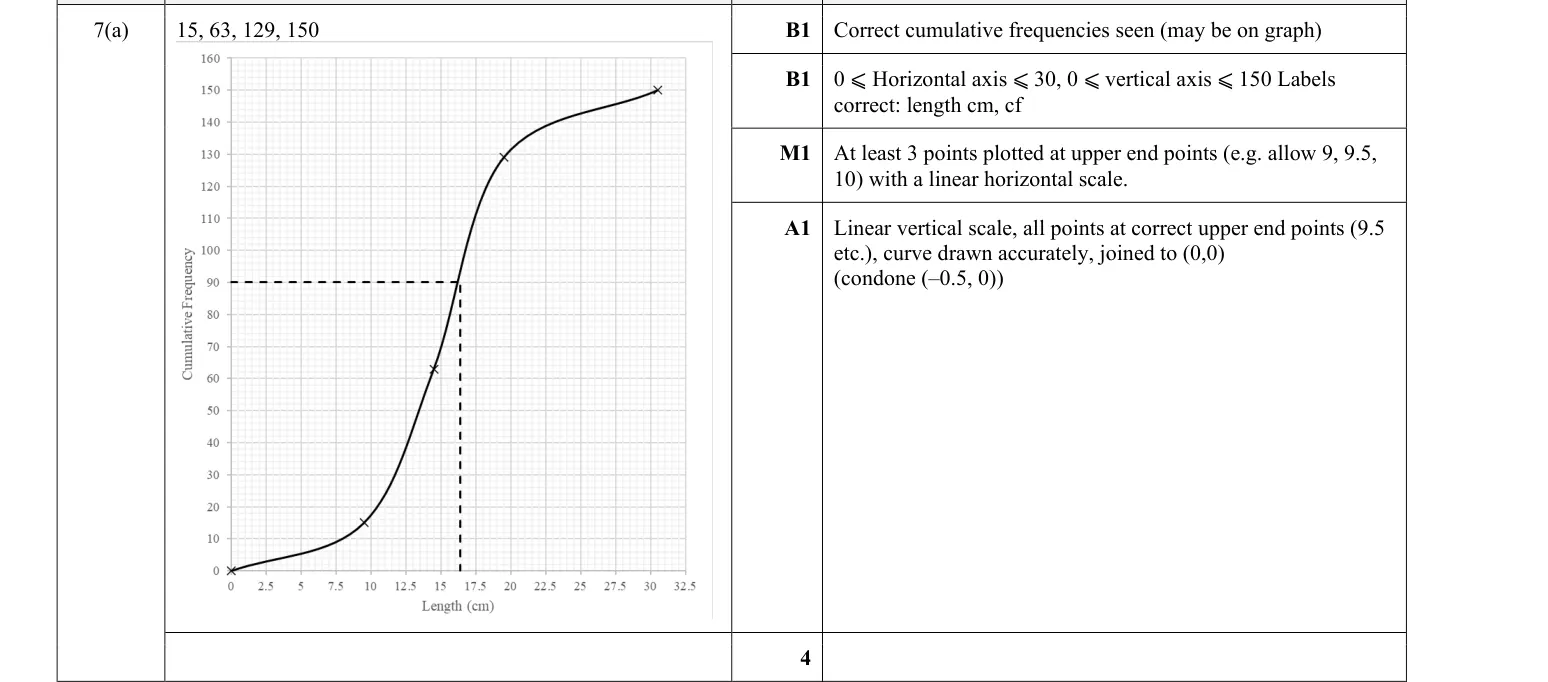 7(a)
15, 63, 129, 150
160
150
140
130
120
110
100
90
80
70
60
50
40
30
20
10
0
Cumulative Frequency
0 2.5 5 7.5 10 12.5 15 17.5 20 22.5 25 27.5 30 32.5
Length (cm)
B1 Correct cumulative frequencies seen (may be on graph)
B1 0 ⩽ Horizontal axis ⩽ 30, 0 ⩽ vertical axis ⩽ 150 Labels
correct: length cm, cf
M1 At least 3 points plotted at upper end points (e.g. allow 9, 9.5,
10) with a linear horizontal scale.
A1 Linear vertical scale, all points at correct upper end points (9.5
etc.), curve drawn accurately, joined to (0,0)
(condone (–0.5, 0))
4